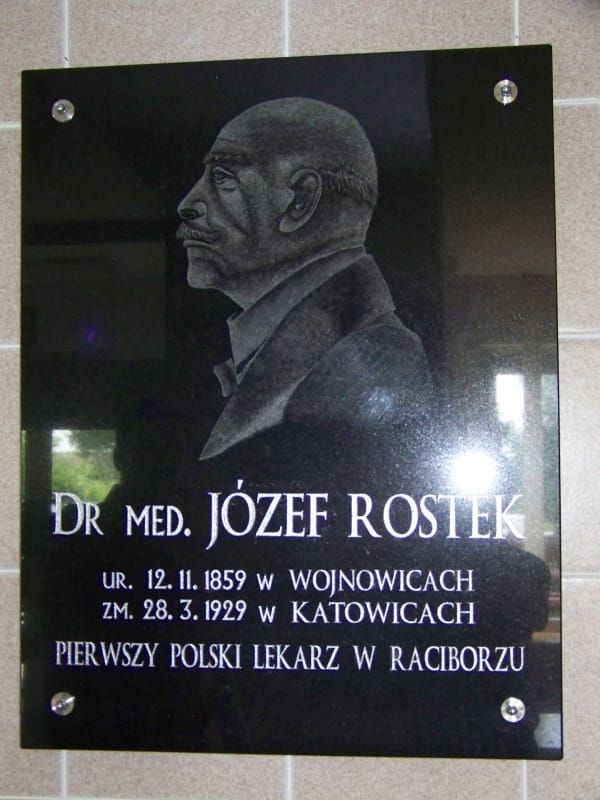 DR MED. JÓZEF ROSTEK
UR. 12.11.1859 W WOJNOWICACH
ZM. 28.3.1929 W KATOWICACH
PIERWSZY POLSKI LEKARZ W RACIBORZU